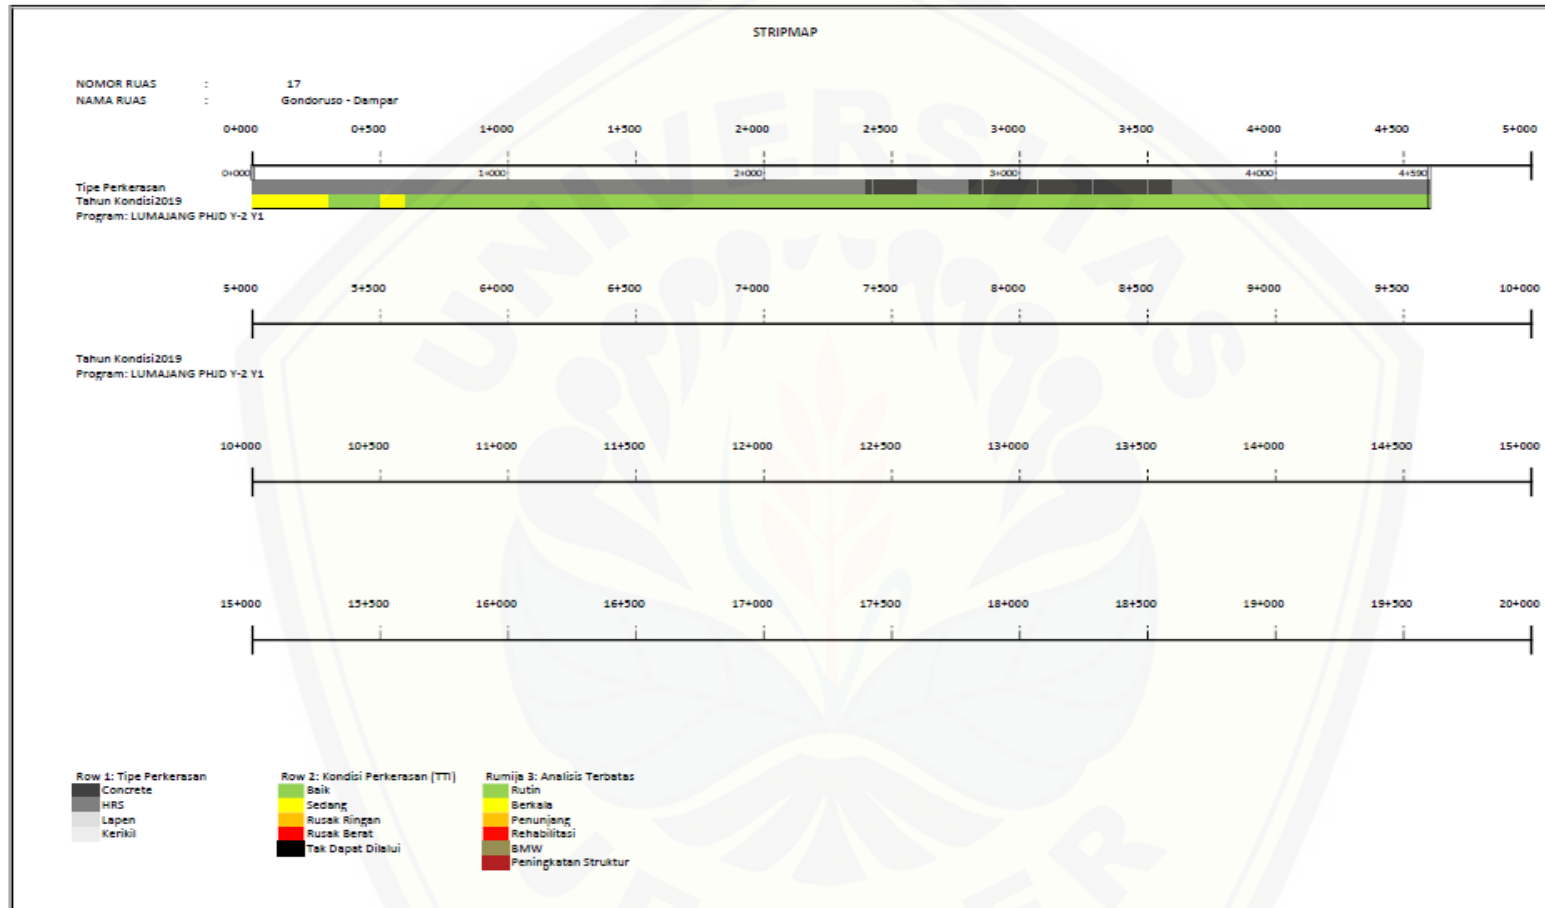 STRIPMAP
NOMOR RUAS : 17
NAMA RUAS : Gondoruso - Dampar
0+000 0+500 1+000 1+500 2+000 2+500 3+000 3+500 4+000 4+500 5+000
0+000 1+000 2+000 3+000 4+000 4+590
Tipe Perkerasan
Tahun Kondisi2019
Program: LUMAJANG PHJD Y-2 Y1
5+000 5+500 6+000 6+500 7+000 7+500 8+000 8+500 9+000 9+500 10+000
Tahun Kondisi2019
Program: LUMAJANG PHJD Y-2 Y1
10+000 10+500 11+000 11+500 12+000 12+500 13+000 13+500 14+000 14+500 15+000
15+000 15+500 16+000 16+500 17+000 17+500 18+000 18+500 19+000 19+500 20+000
Row 1: Tipe Perkerasan
Concrete
HRS
Lapen
Kerikil
Row 2: Kondisi Perkerasan (TTI)
Baik
Sedang
Rusak Ringan
Rusak Berat
Tak Dapat Dilalui
Rumija 3: Analisis Terbatas
Rutin
Berkala
Penunjang
Rehabilitasi
BMW
Peningkatan Struktur
UNIVERSITAS